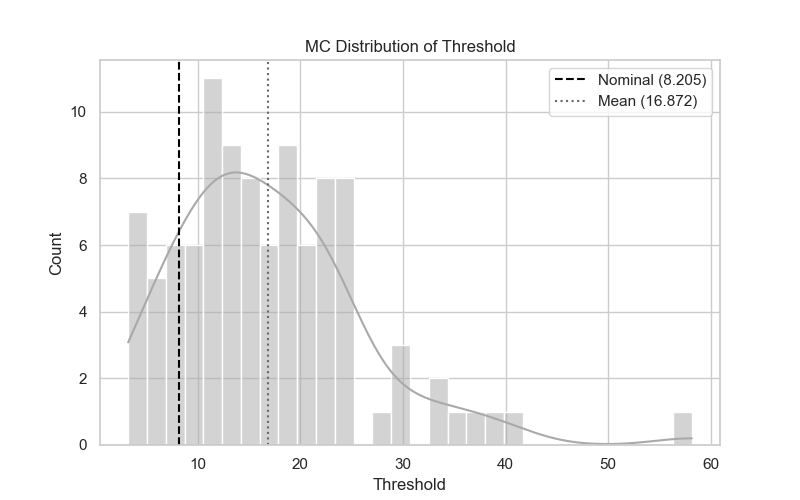 MC Distribution of Threshold
Nominal (8.205)
Mean (16.872)
10
8
6
4
2
0
Count
10 20 30 40 50 60
Threshold